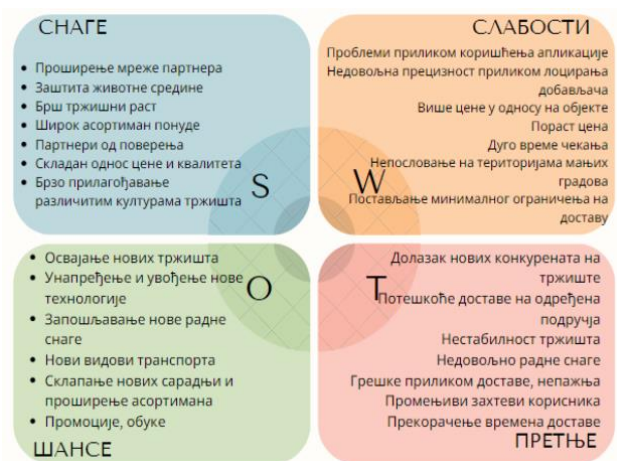 СНАГЕ
Проширење мреже партнера
Заштита животне средине
Брш тржишни раст
Широк асортиман понуде
Партнери од поверења
Складан однос цене и квалитета
Брзо прилагођавање
различитим културама тржишта
S
СЛАБОСТИ
Проблеми приликом коришћења апликације
Недовољна прецизност приликом лоцирања
добављача
Више цене у односу на објекте
Пораст цена
Дуго време чекања
Непословање на територијама мањих
градова
Постављање минималног ограничења на
доставу
W
Освајање нових тржишта
Унапређење и увођење нове
технологије
Запошљавање нове радне
снаге
Нови видови транспорта
Склапање нових сарадњи и
проширење асортимана
Промоције, обуке
O
ШАНСЕ
Долазак нових конкурената на
тржиште
Потешкоће доставе на одређена
подручја
Нестабилност тржишта
Недовољно радне снаге
Грешке приликом доставе, непажња
Промењиви захтеви корисника
Прекорачење времена доставе
T
ПРЕТЊЕ